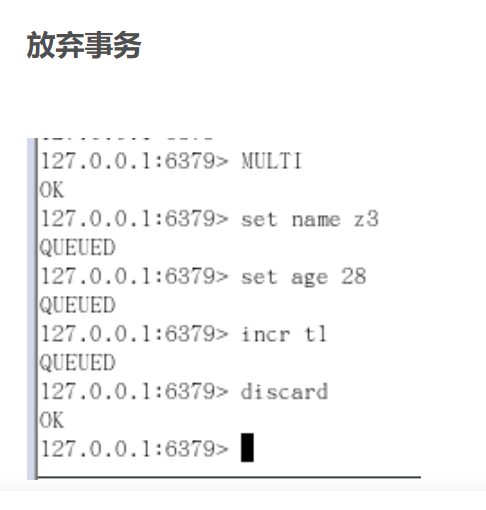 放弃事务
127.0.0.1:6379> MULTI
OK
127.0.0.1:6379> set name z3
QUEUED
127.0.0.1:6379> set age 28
QUEUED
127.0.0.1:6379> incr tl
QUEUED
127.0.0.1:6379> discard
OK
127.0.0.1:6379>